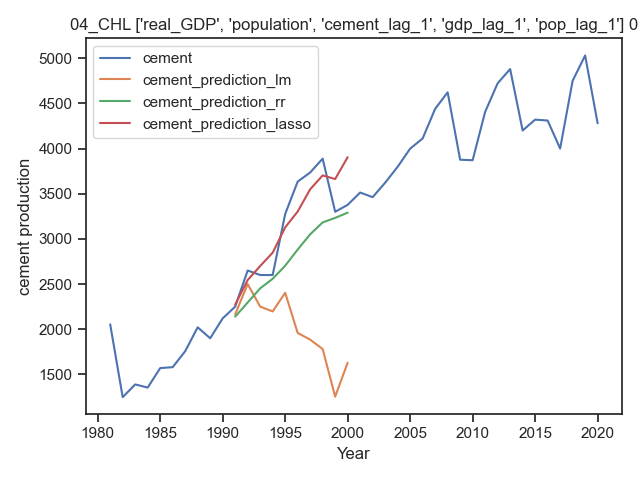 04_CHL ['real_GDP', 'population', 'cement_lag_1', 'gdp_lag_1', 'pop_lag_1'] 0
cement
cement_prediction_lm
cement_prediction_rr
cement_prediction_lasso
5000
4500
4000
3500
3000
2500
2000
1500
cement production
1980 1985 1990 1995 2000 2005 2010 2015 2020
Year